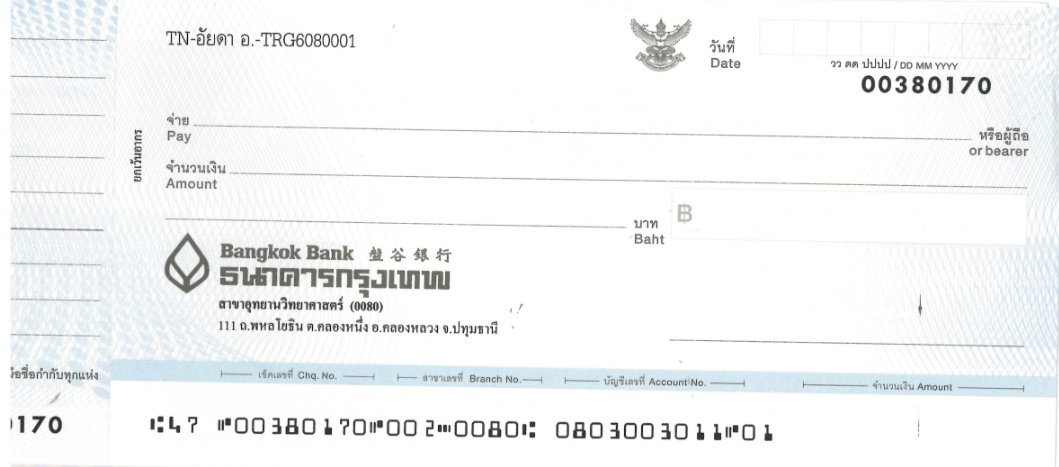 TN-อัยดา อ.-TRG6080001
วันที่
Date
วว ดด ปปปป / DD MM YYYY
00380170
จ่าย
Pay
หรือผู้ถือ
or bearer
ยกเว้นอากร
จำนวนเงิน
Amount
บาท
Baht
฿
Bangkok Bank 盤谷銀行
ธนาคารกรุงเทพ
สาขาอุทยานวิทยาศาสตร์ (0080)
111 ถ.พหลโยธิน ต.คลองหนึ่ง อ.คลองหลวง จ.ปทุมธานี
ชื่อกำกับทุกแห่ง
เช็คเลขที่ Chq. No. สาขาเลขที่ Branch No. บัญชีเลขที่ Account No. จำนวนเงิน Amount
170
⑆47 ⑈00380170⑈002⑉0080⑆ 0803003011⑈01